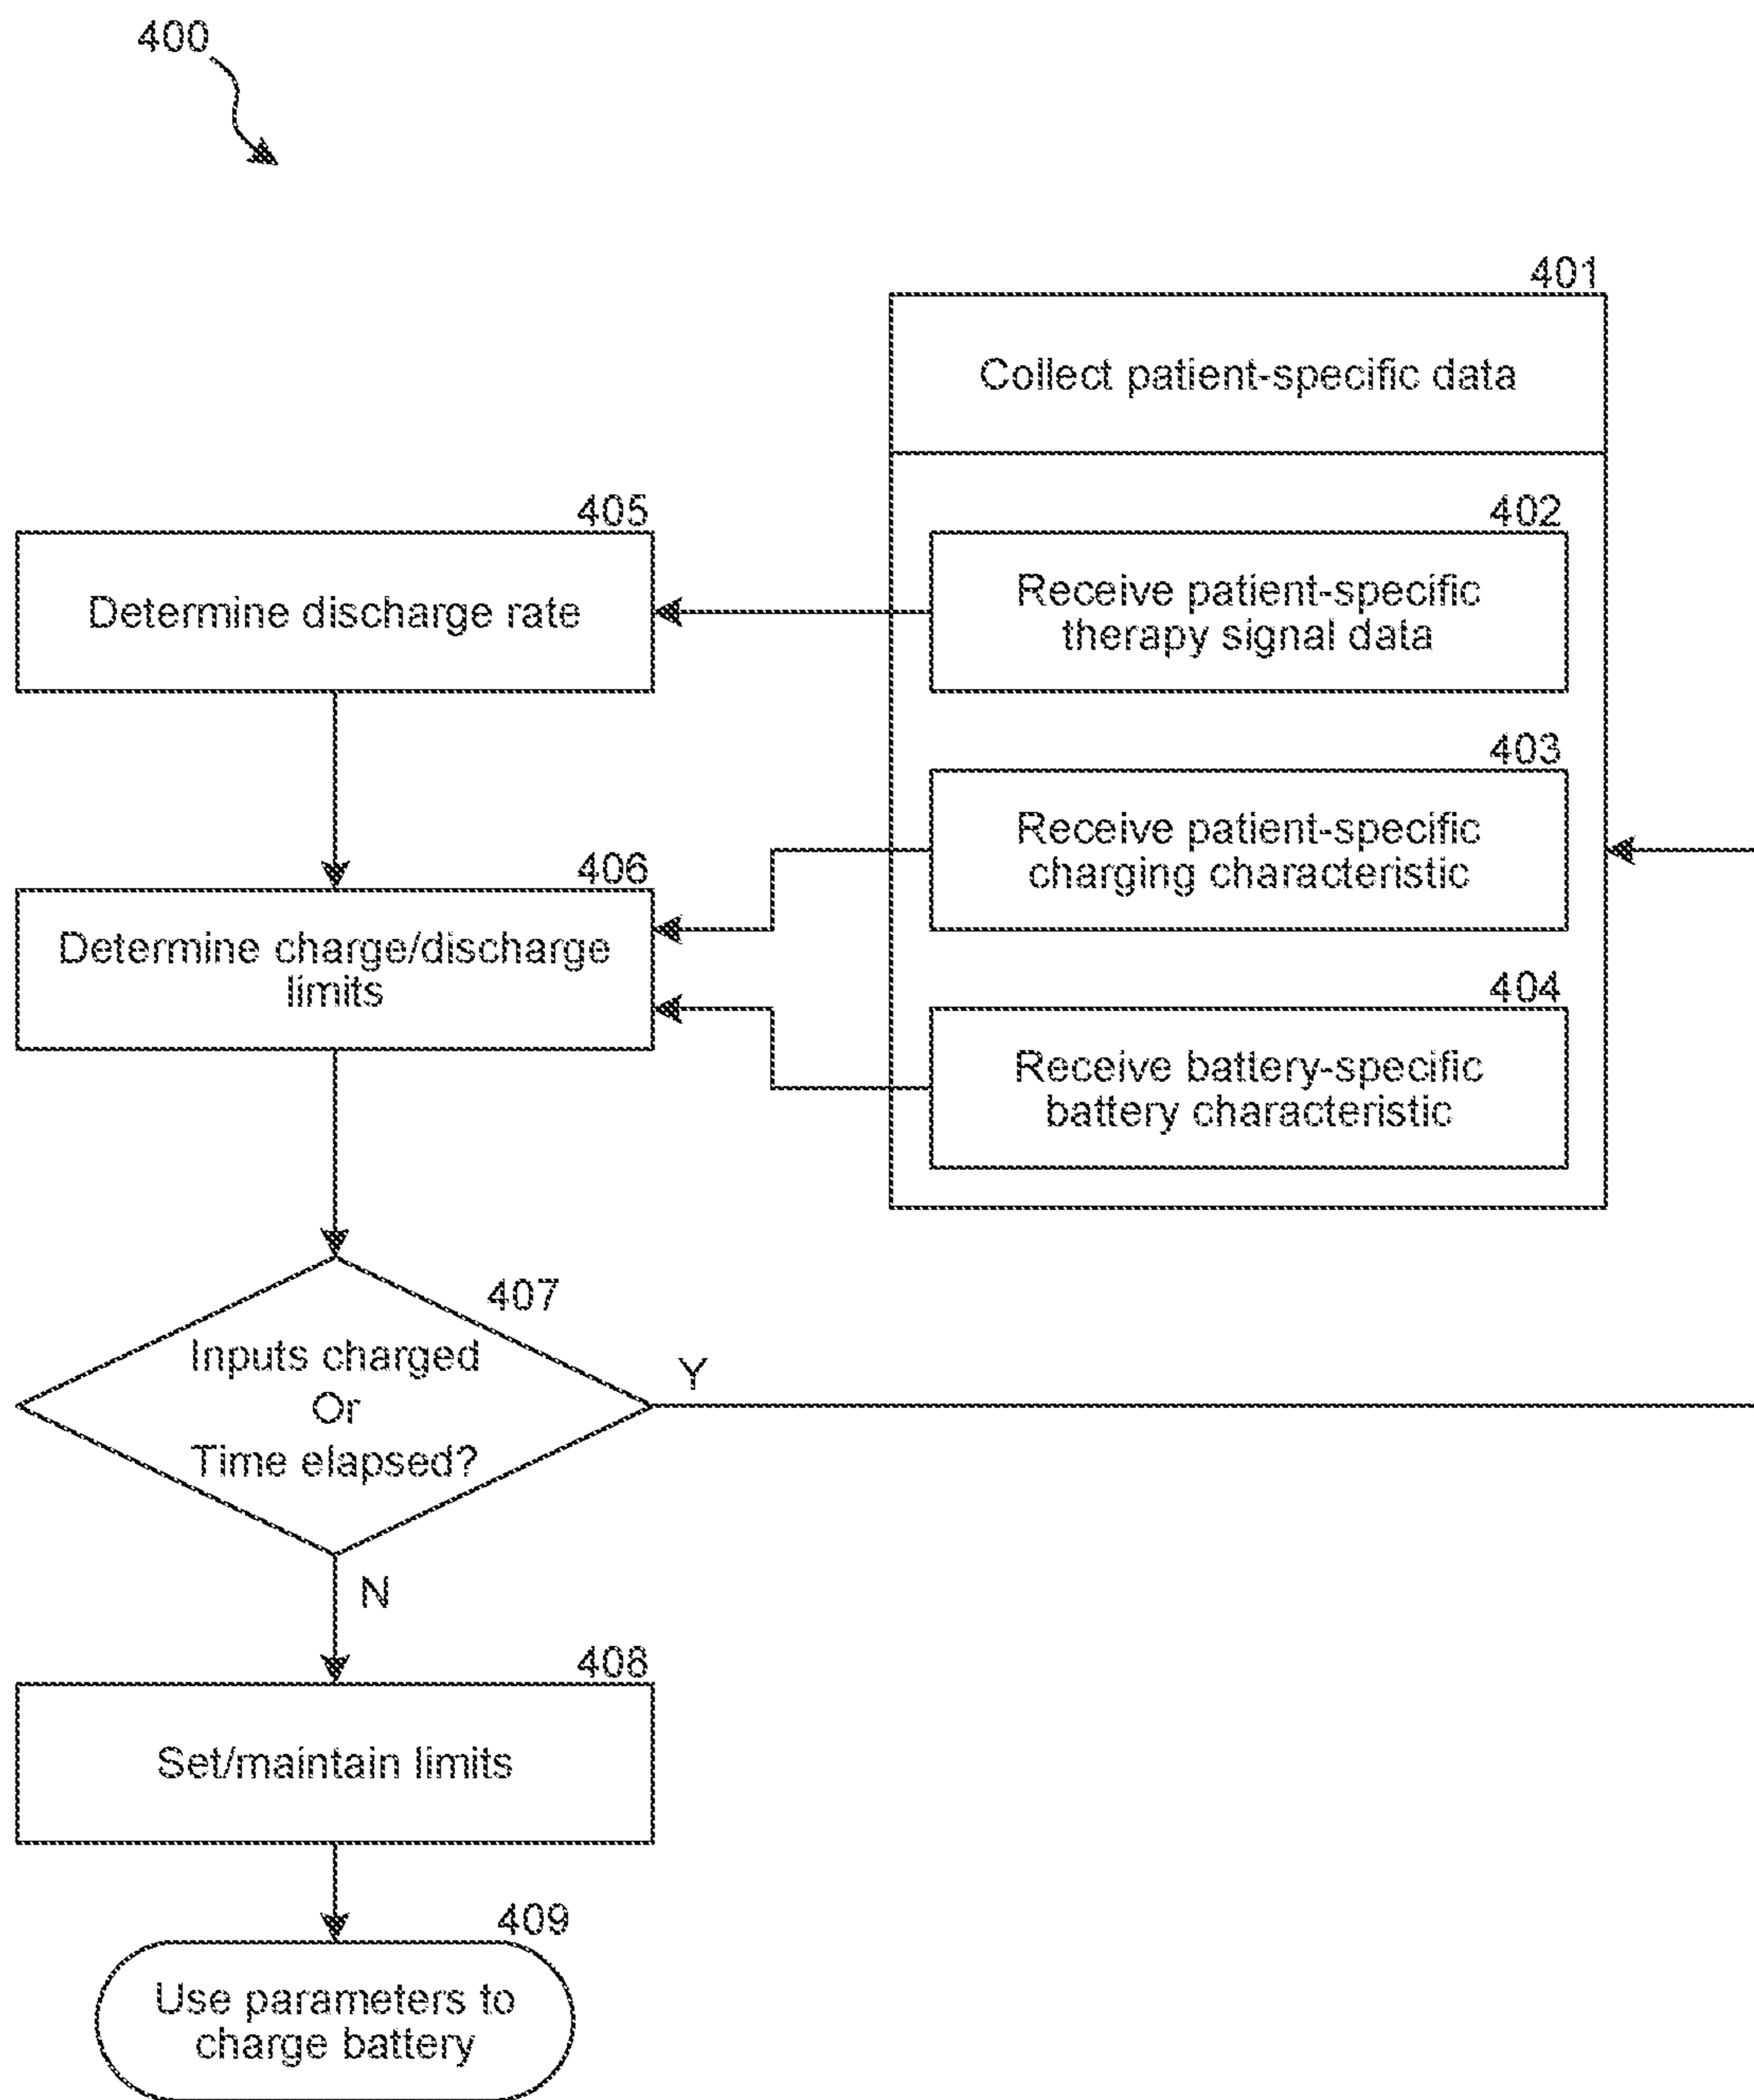 400
401
Collect patient-specific data
405
402
Determine discharge rate
Receive patient-specific
therapy signal data
403
Receive patient-specific
charging characteristic
406
Determine charge/discharge
limits
404
Receive battery-specific
battery characteristic
407
Inputs charged
Or
Time elapsed?
Y
N
408
Set/maintain limits
409
Use parameters to
charge battery